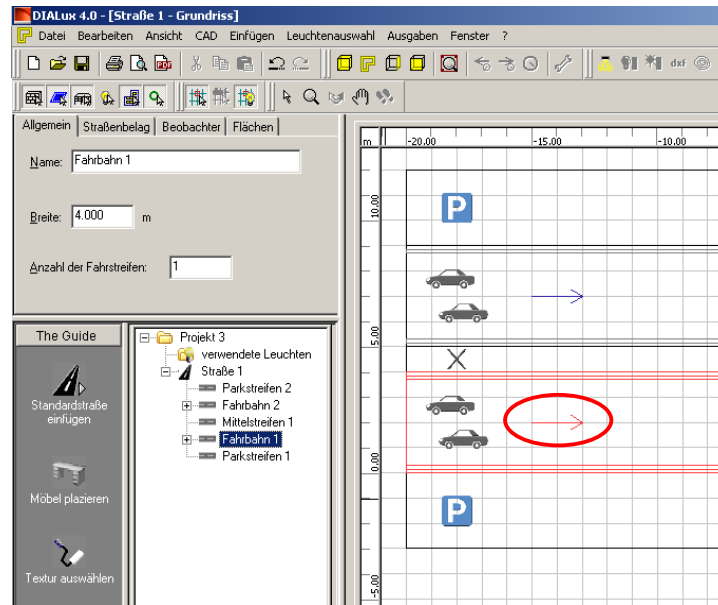 DIALux 4.0 - [Straße 1 - Grundriss]
Datei Bearbeiten Ansicht CAD Einfügen Leuchtenauswahl Ausgaben Fenster ?
dxf
Allgemein Straßenbelag Beobachter Flächen
Name: Fahrbahn 1
Breite: 4.000 m
Anzahl der Fahrstreifen: 1
The Guide
Standardstraße
einfügen
Möbel plazieren
Textur auswählen
Projekt 3
verwendete Leuchten
Straße 1
Parkstreifen 2
Fahrbahn 2
Mittelstreifen 1
Fahrbahn 1
Parkstreifen 1
m -20.00 -15.00 -10.00
10.00
5.00
0.00
-5.00
P
X
P